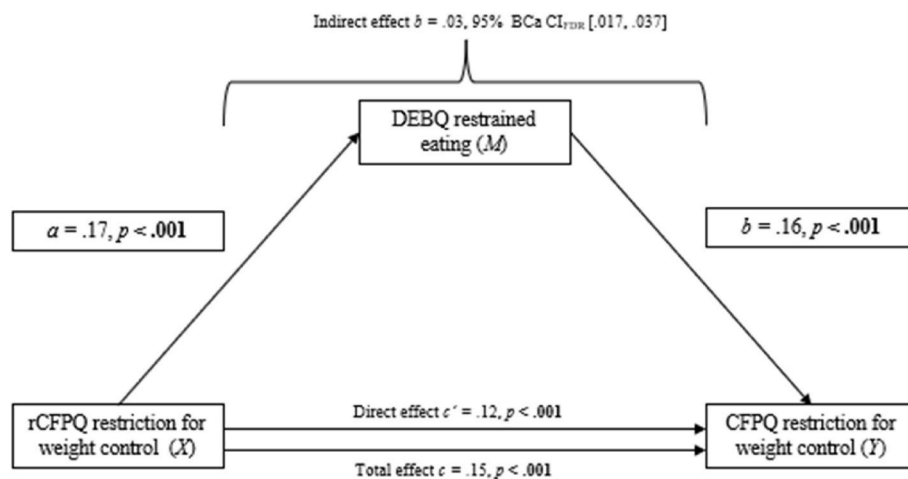 Indirect effect b = .03, 95% BCa CI_FDR [.017, .037]
DEBQ restrained
eating (M)
a = .17, p < .001
b = .16, p < .001
rCFPQ restriction for
weight control (X)
Direct effect c´ = .12, p < .001
Total effect c = .15, p < .001
CFPQ restriction for
weight control (Y)